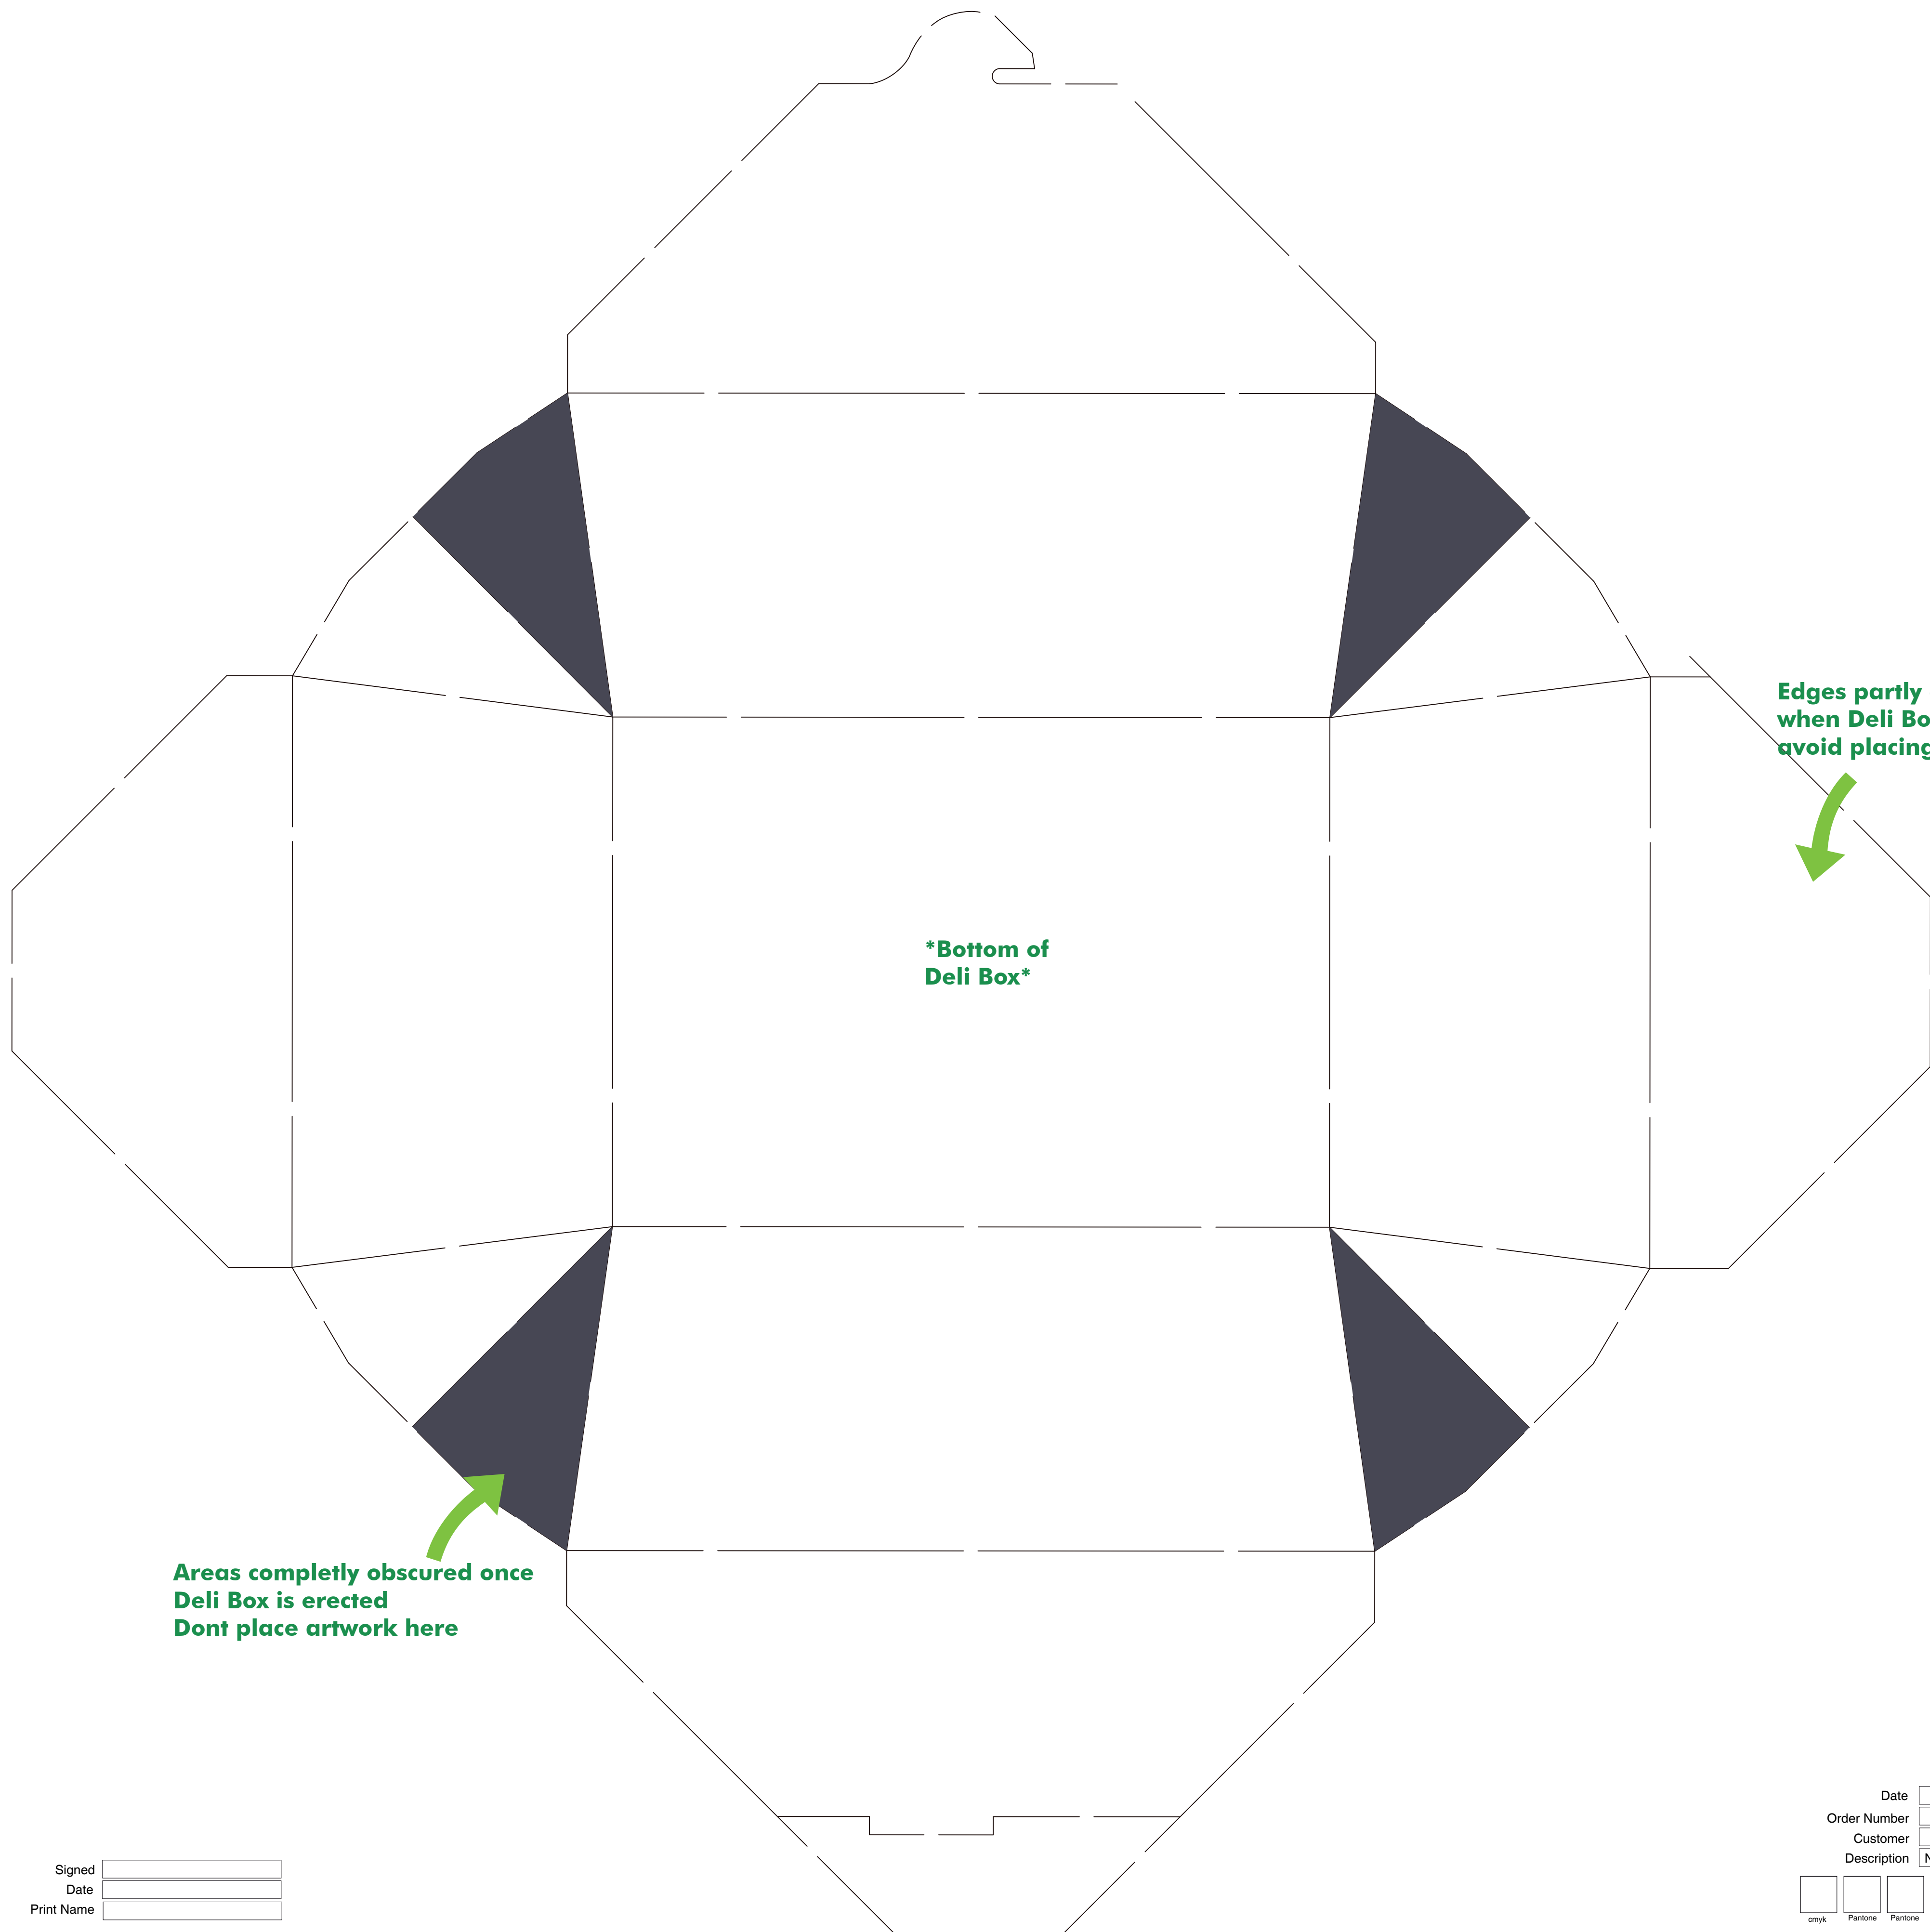 Edges partly
when Deli Bo
avoid placing
*Bottom of
Deli Box*
Areas completly obscured once
Deli Box is erected
Dont place artwork here
Signed
Date
Print Name
Date
Order Number
Customer
Description N
cmyk Pantone Pantone